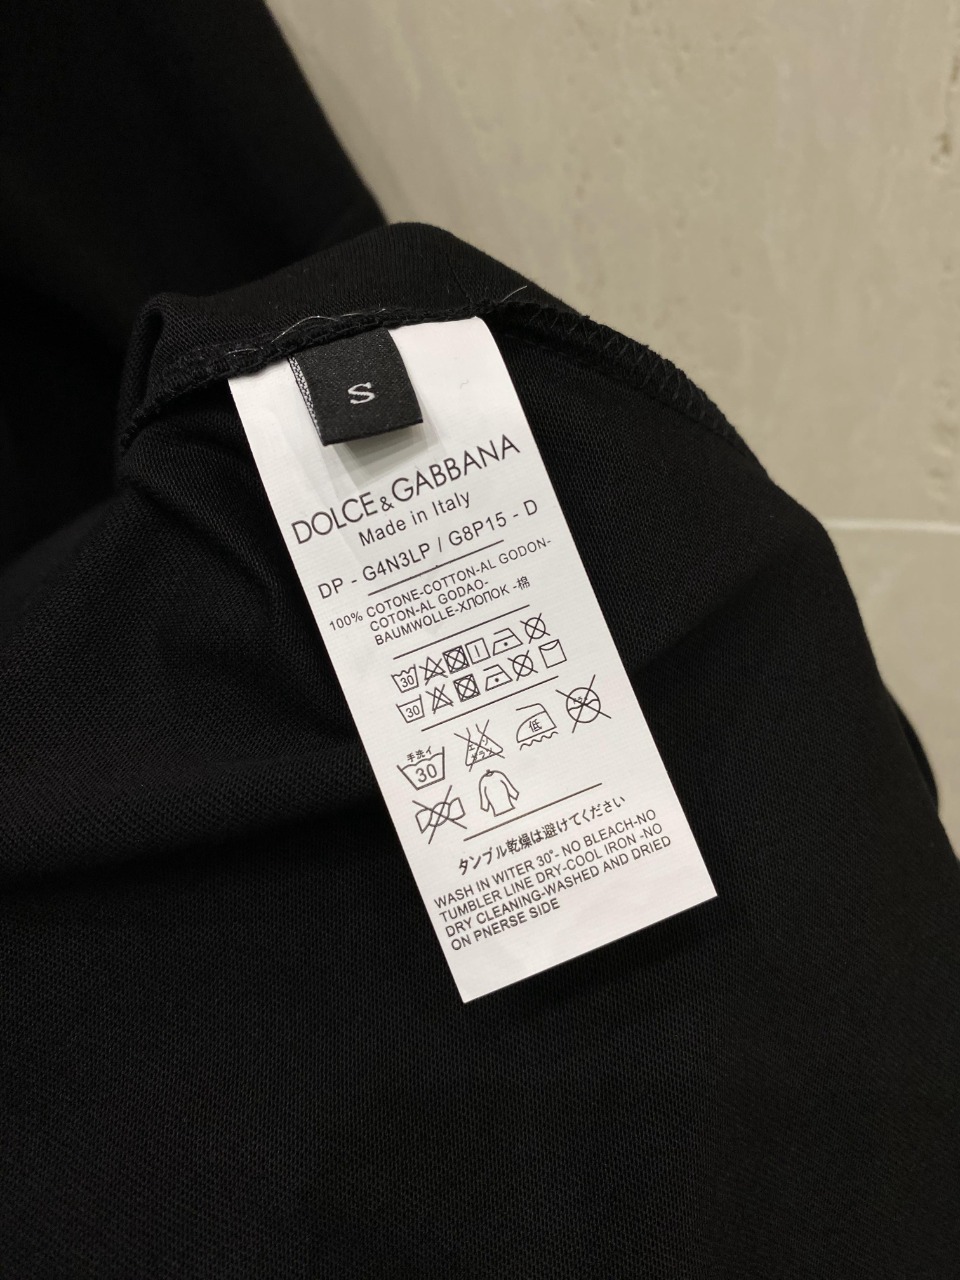 S
DOLCE&GABBANA
Made in Italy
DP - G4N3LP / G8P15 - D
100% COTONE-COTTON-AL GODON-
COTON-AL GODAO-
BAUMWOLLE-ХЛОПОК -棉
30
30
手洗イ
30
低
タンブル乾燥は避けてください
WASH IN WITER 30°- NO BLEACH-NO
TUMBLER LINE DRY-COOL IRON -NO
DRY CLEANING-WASHED AND DRIED
ON PNERSE SIDE